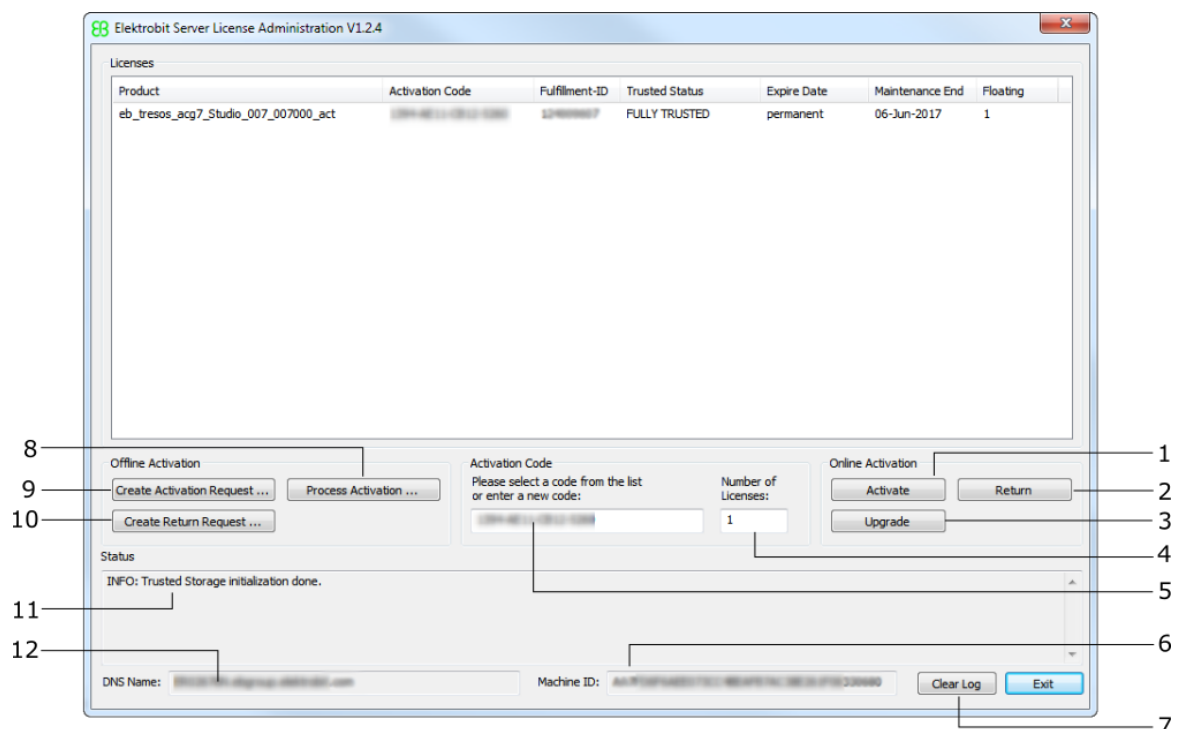 Elektrobit Server License Administration V1.2.4
Licenses
Product Activation Code Fulfillment-ID Trusted Status Expire Date Maintenance End Floating
eb_tresos_acg7_Studio_007_007000_act FULLY TRUSTED permanent 06-Jun-2017 1
8
1
Offline Activation Activation Code Online Activation
Please select a code from the list
or enter a new code:
Number of
Licenses:
9 Create Activation Request ... Process Activation ... Activate Return 2
10 Create Return Request ... 1 Upgrade 3
4
Status
INFO: Trusted Storage initialization done.
5
11
6
12
DNS Name: Machine ID: Clear Log Exit
7